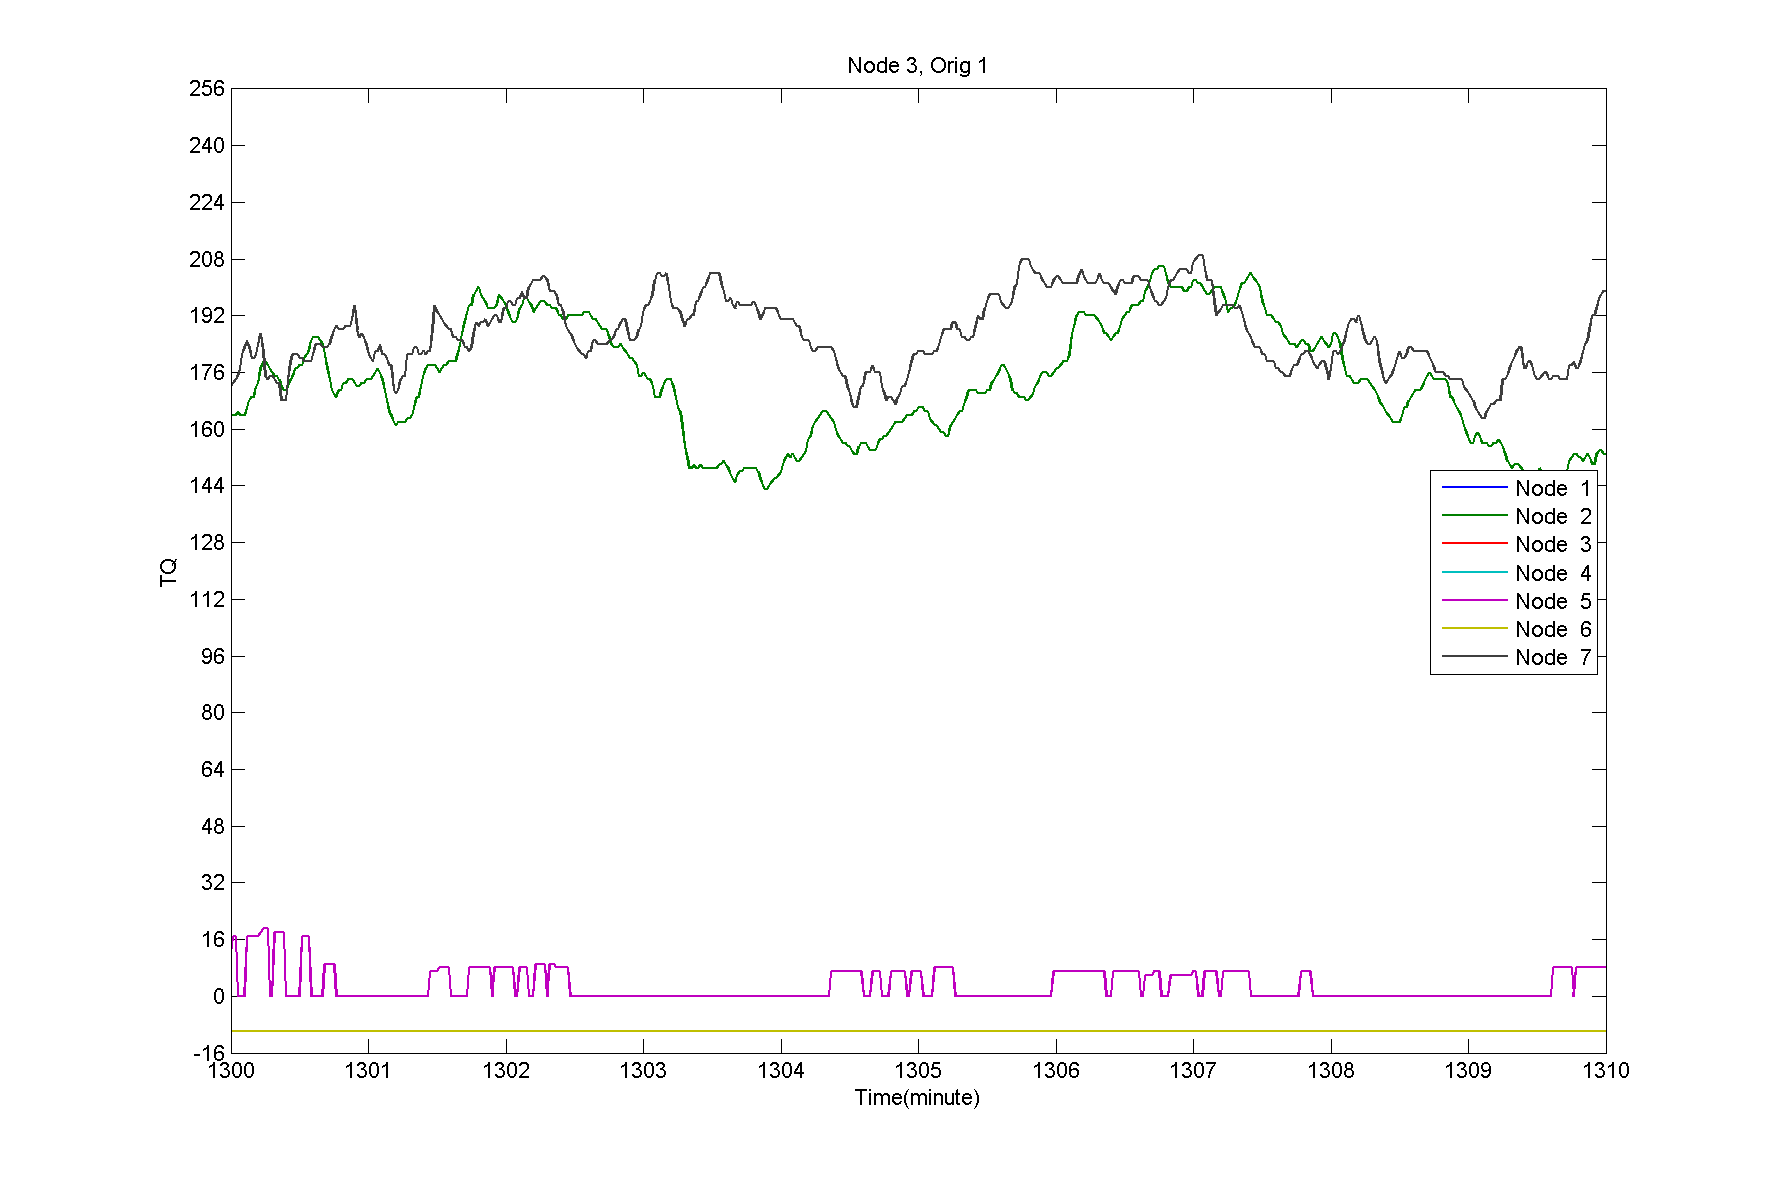 Node 3, Orig 1
256
240
224
208
192
176
160
144
128
112
96
80
64
48
32
16
0
-16
TQ
Node 1
Node 2
Node 3
Node 4
Node 5
Node 6
Node 7
1300 1301 1302 1303 1304 1305 1306 1307 1308 1309 1310
Time(minute)